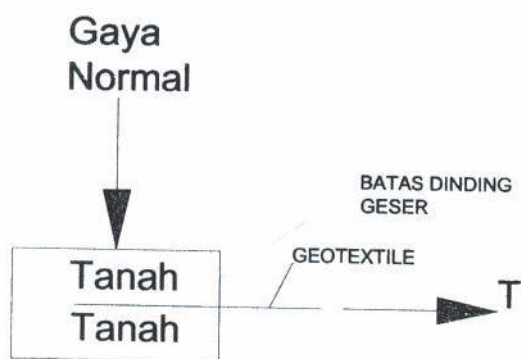 Gaya
Normal
BATAS DINDING
GESER
GEOTEXTILE
Tanah
Tanah
T